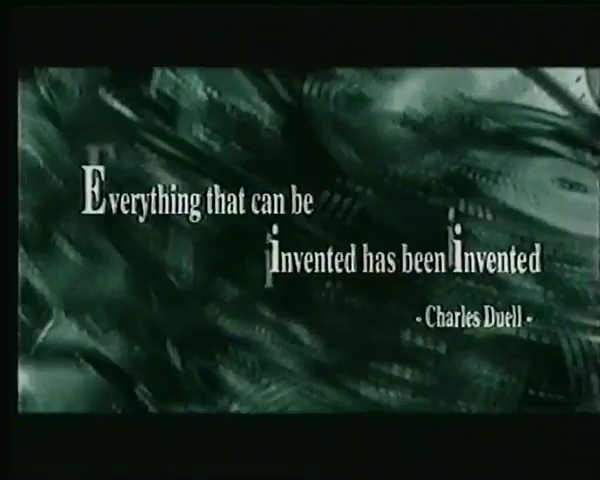 Everything that can be
invented has been invented
- Charles Duell -